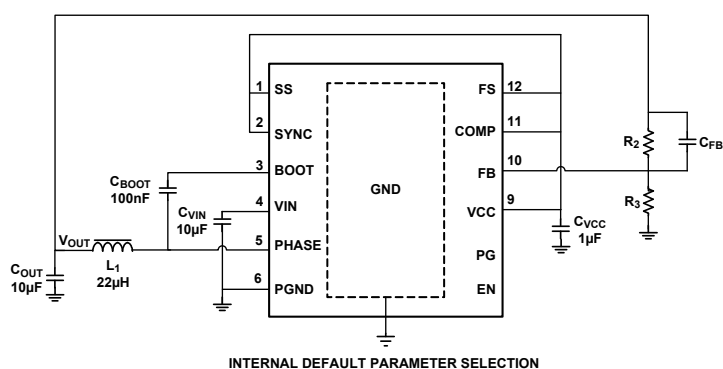 1 SS
2 SYNC
3 BOOT
4 VIN
5 PHASE
6 PGND
GND
FS 12
COMP 11
FB 10
VCC 9
PG
EN
CBOOT
100nF
CVIN
10µF
VOUT
L1
22µH
COUT
10µF
R2
CFB
R3
CVCC
1µF
INTERNAL DEFAULT PARAMETER SELECTION